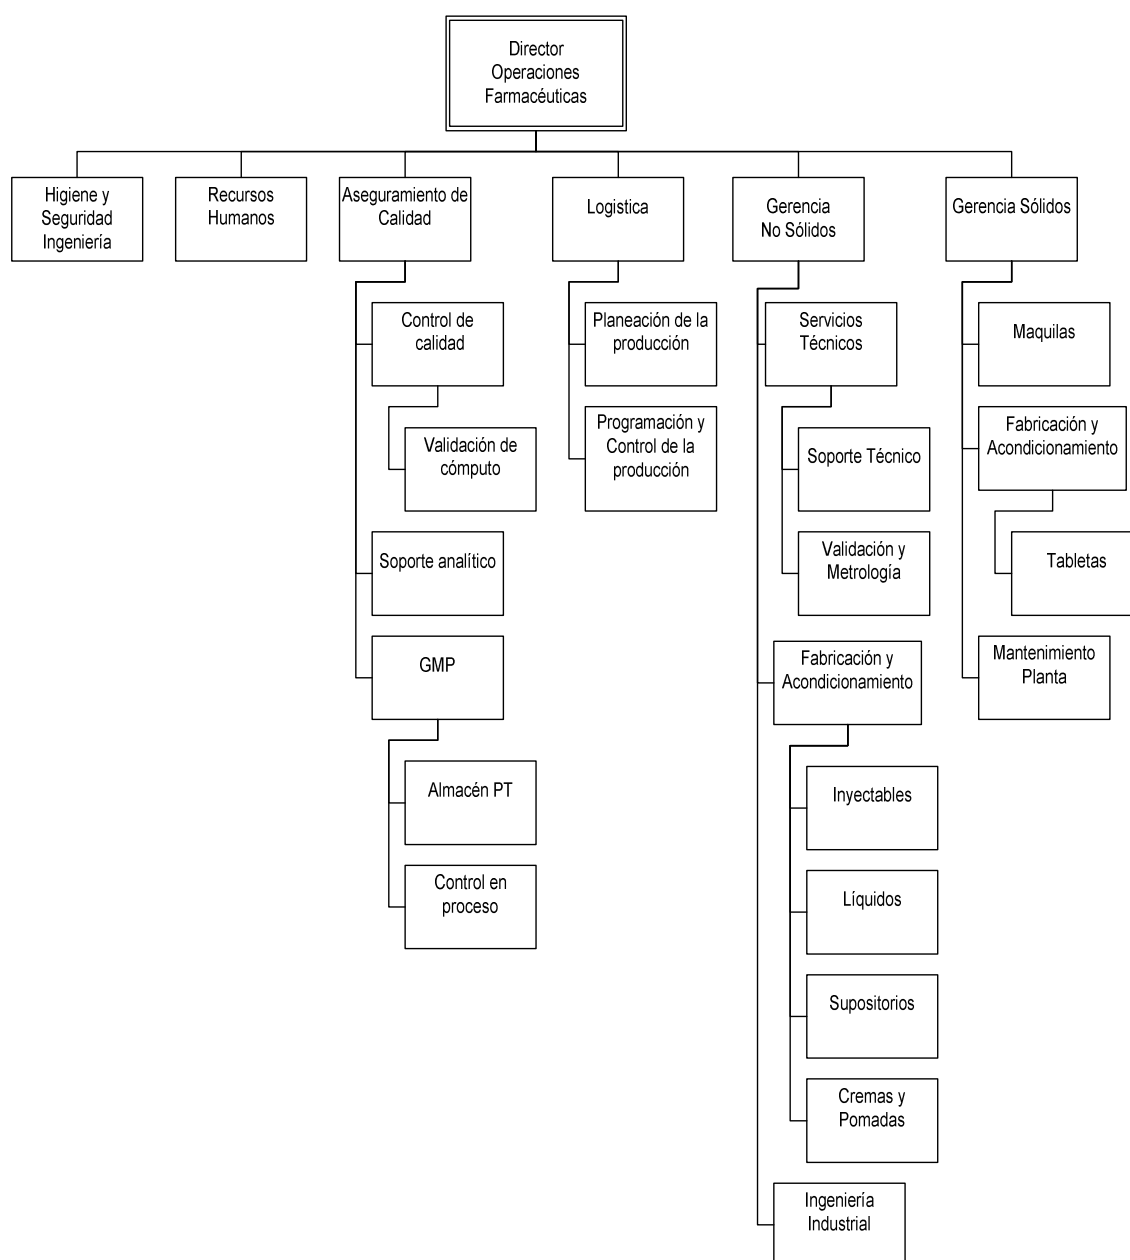 Director
Operaciones
Farmacéuticas
Higiene y
Seguridad
Ingeniería
Recursos
Humanos
Aseguramiento de
Calidad
Logistica
Gerencia
No Sólidos
Gerencia Sólidos
Control de
calidad
Validación de
cómputo
Soporte analítico
GMP
Almacén PT
Control en
proceso
Planeación de la
producción
Programación y
Control de la
producción
Servicios
Técnicos
Soporte Técnico
Validación y
Metrología
Fabricación y
Acondicionamiento
Inyectables
Líquidos
Supositorios
Cremas y
Pomadas
Ingeniería
Industrial
Maquilas
Fabricación y
Acondicionamiento
Tabletas
Mantenimiento
Planta